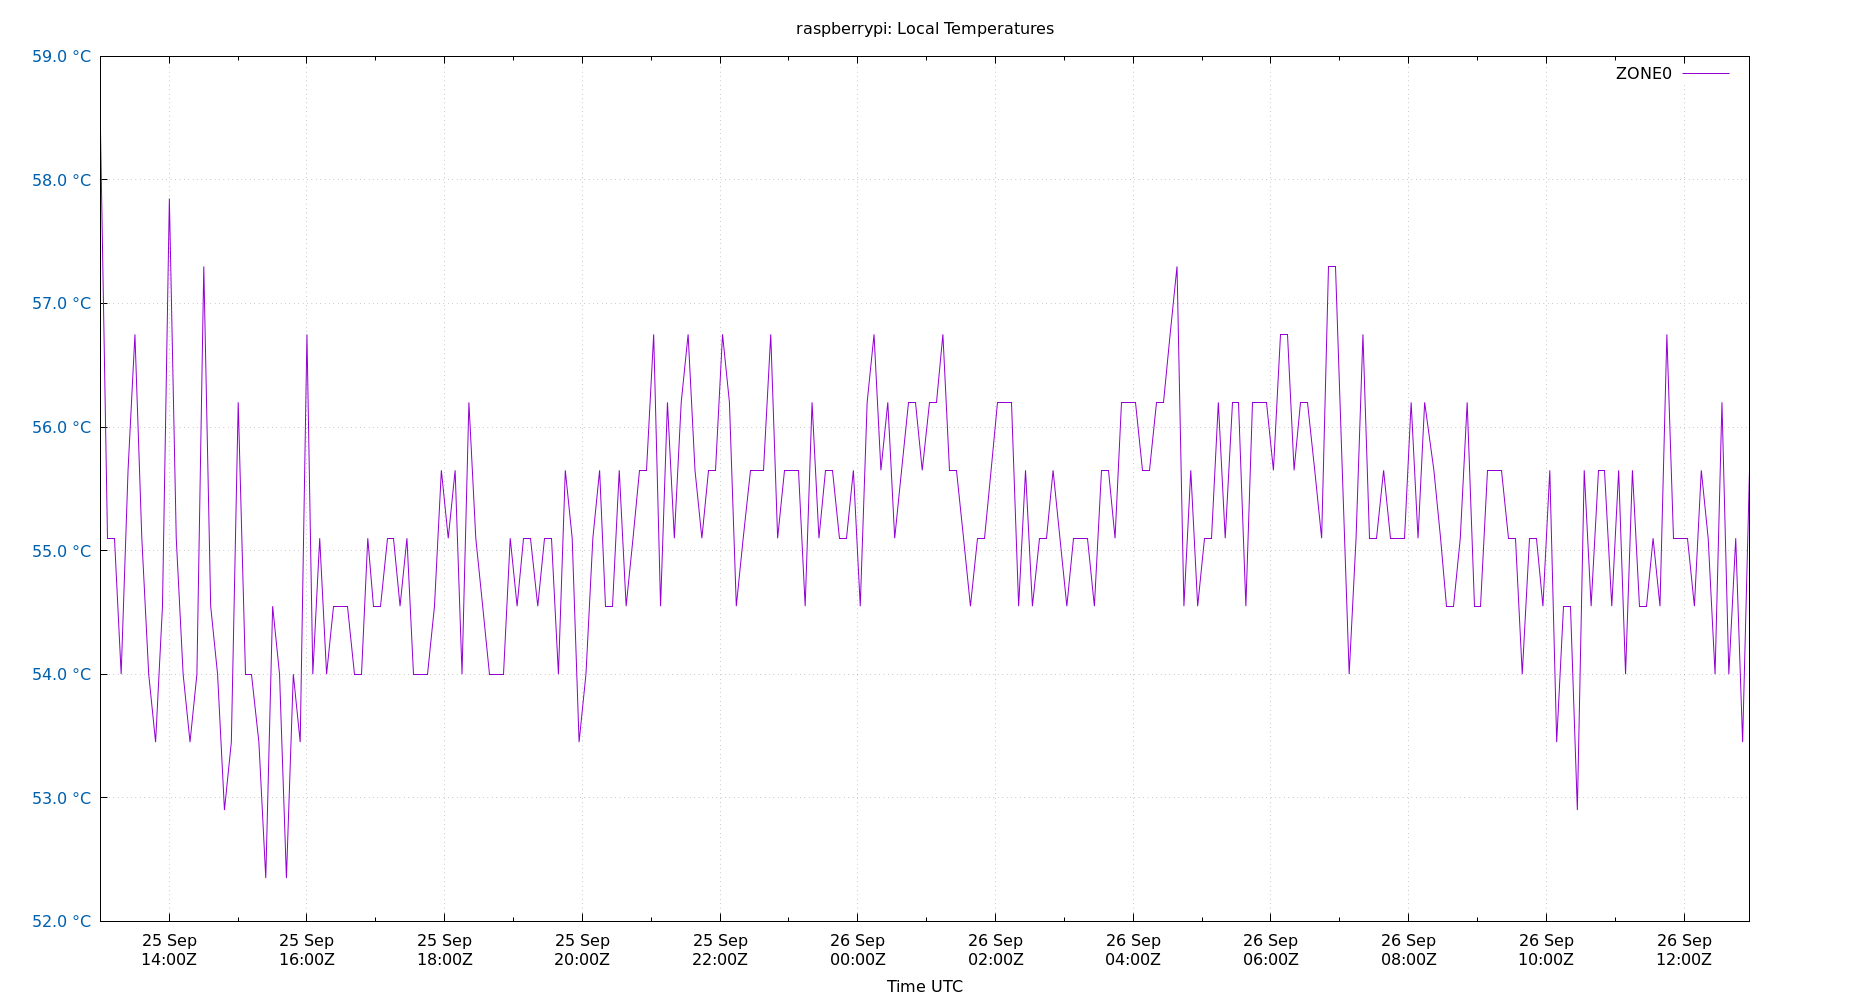 raspberrypi: Local Temperatures
59.0 °C
ZONE0
58.0 °C
57.0 °C
56.0 °C
55.0 °C
54.0 °C
53.0 °C
52.0 °C
25 Sep 25 Sep 25 Sep 25 Sep 25 Sep 26 Sep 26 Sep 26 Sep 26 Sep 26 Sep 26 Sep 26 Sep
14:00Z 16:00Z 18:00Z 20:00Z 22:00Z 00:00Z 02:00Z 04:00Z 06:00Z 08:00Z 10:00Z 12:00Z
Time UTC